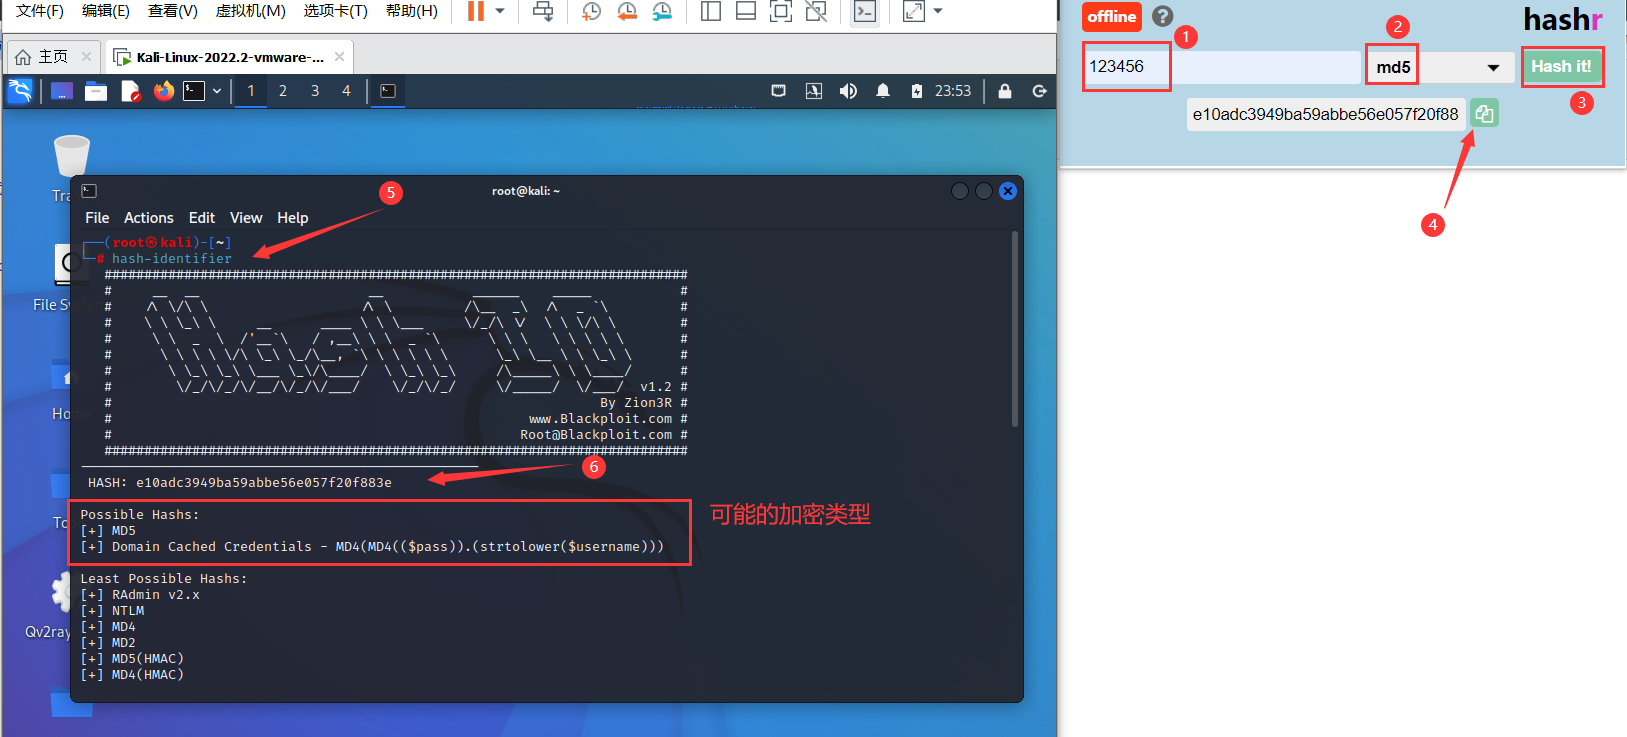 文件(F) 编辑(E) 查看(V) 虚拟机(M) 选项卡(T) 帮助(H)
主页
Kali-Linux-2022.2-vmware-...
1 2 3 4
23:53
File
Home
Qv2ray
root@kali: ~
File Actions Edit View Help
(root㉿kali)-[~]
# hash-identifier
v1.2 #
# By Zion3R #
# www.Blackploit.com #
# Root@Blackploit.com #
HASH: e10adc3949ba59abbe56e057f20f883e
Possible Hashs:
[+] MD5
[+] Domain Cached Credentials - MD4(MD4(($pass)).(strtolower($username)))
可能的加密类型
Least Possible Hashs:
[+] RAdmin v2.x
[+] NTLM
[+] MD4
[+] MD2
[+] MD5(HMAC)
[+] MD4(HMAC)
5
6
offline
hashr
1
2
123456
md5
Hash it!
3
e10adc3949ba59abbe56e057f20f88
4